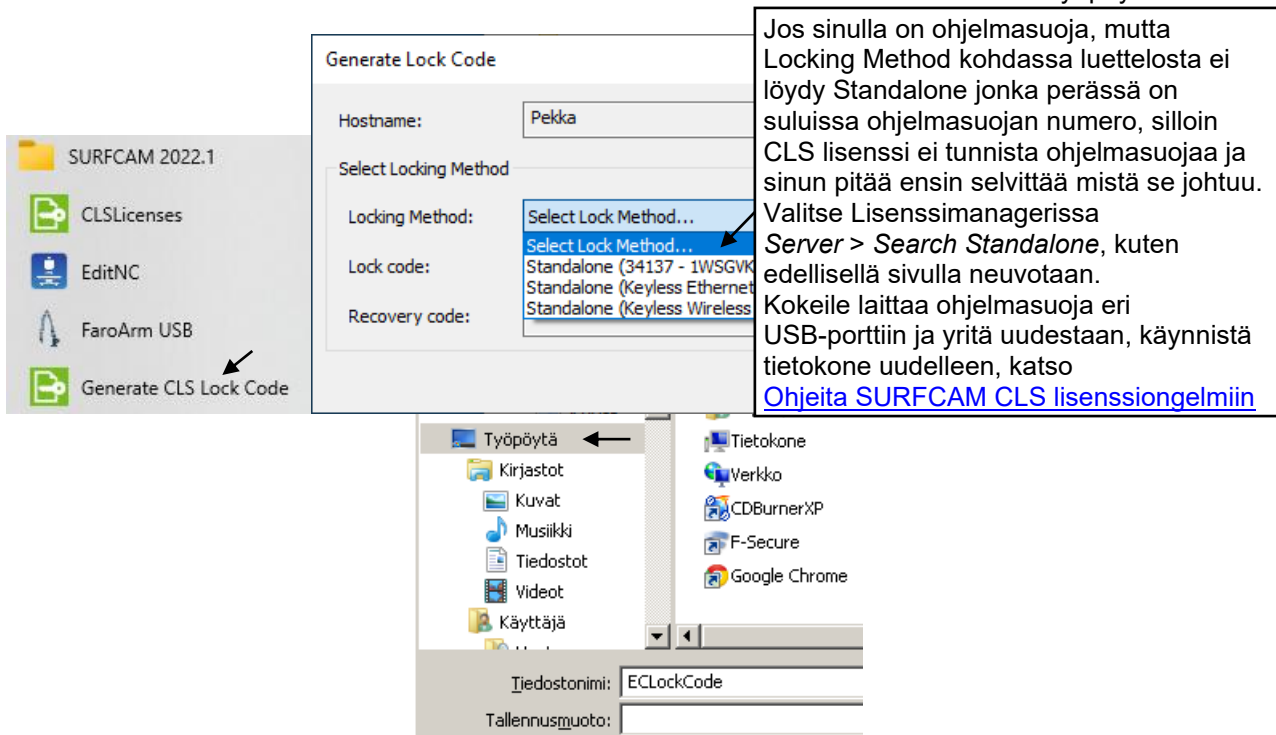 Jos sinulla on ohjelmasuoja, mutta
Locking Method kohdassa luettelosta ei
löydy Standalone jonka perässä on
suluissa ohjelmasuojan numero, silloin
CLS lisenssi ei tunnista ohjelmasuojaa ja
sinun pitää ensin selvittää mistä se johtuu.
Valitse Lisenssimanagerissa
Server > Search Standalone, kuten
edellisellä sivulla neuvotaan.
Kokeile laittaa ohjelmasuoja eri
USB-porttiin ja yritä uudestaan, käynnistä
tietokone uudelleen, katso
Ohjeita SURFCAM CLS lisenssiongelmiin
Generate Lock Code
Hostname: Pekka
Select Locking Method
Locking Method: Select Lock Method...
Select Lock Method...
Lock code: Standalone (34137 - 1WSGVK
Standalone (Keyless Ethernet
Recovery code: Standalone (Keyless Wireless
SURFCAM 2022.1
CLSLicenses
EditNC
FaroArm USB
Generate CLS Lock Code
Työpöytä
Kirjastot
Kuvat
Musiikki
Tiedostot
Videot
Käyttäjä
Tietokone
Verkko
CDBurnerXP
F-Secure
Google Chrome
Tiedostonimi: ECLockCode
Tallennusmuoto: